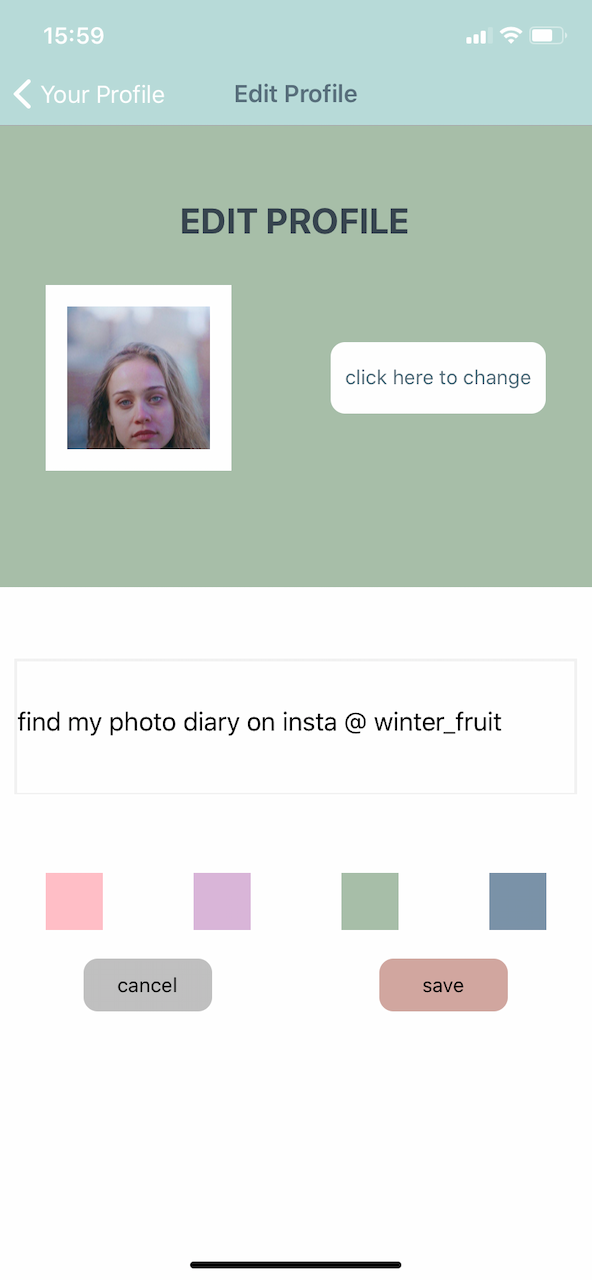 15:59
Your Profile Edit Profile
EDIT PROFILE
click here to change
find my photo diary on insta @ winter_fruit
cancel save